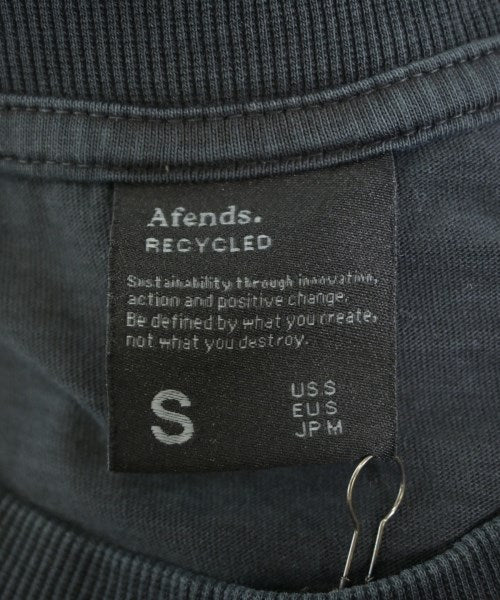 Afends.
RECYCLED
Sustainability through innovation,
action and positive change.
Be defined by what you create,
not what you destroy.
S
US S
EU S
JP M